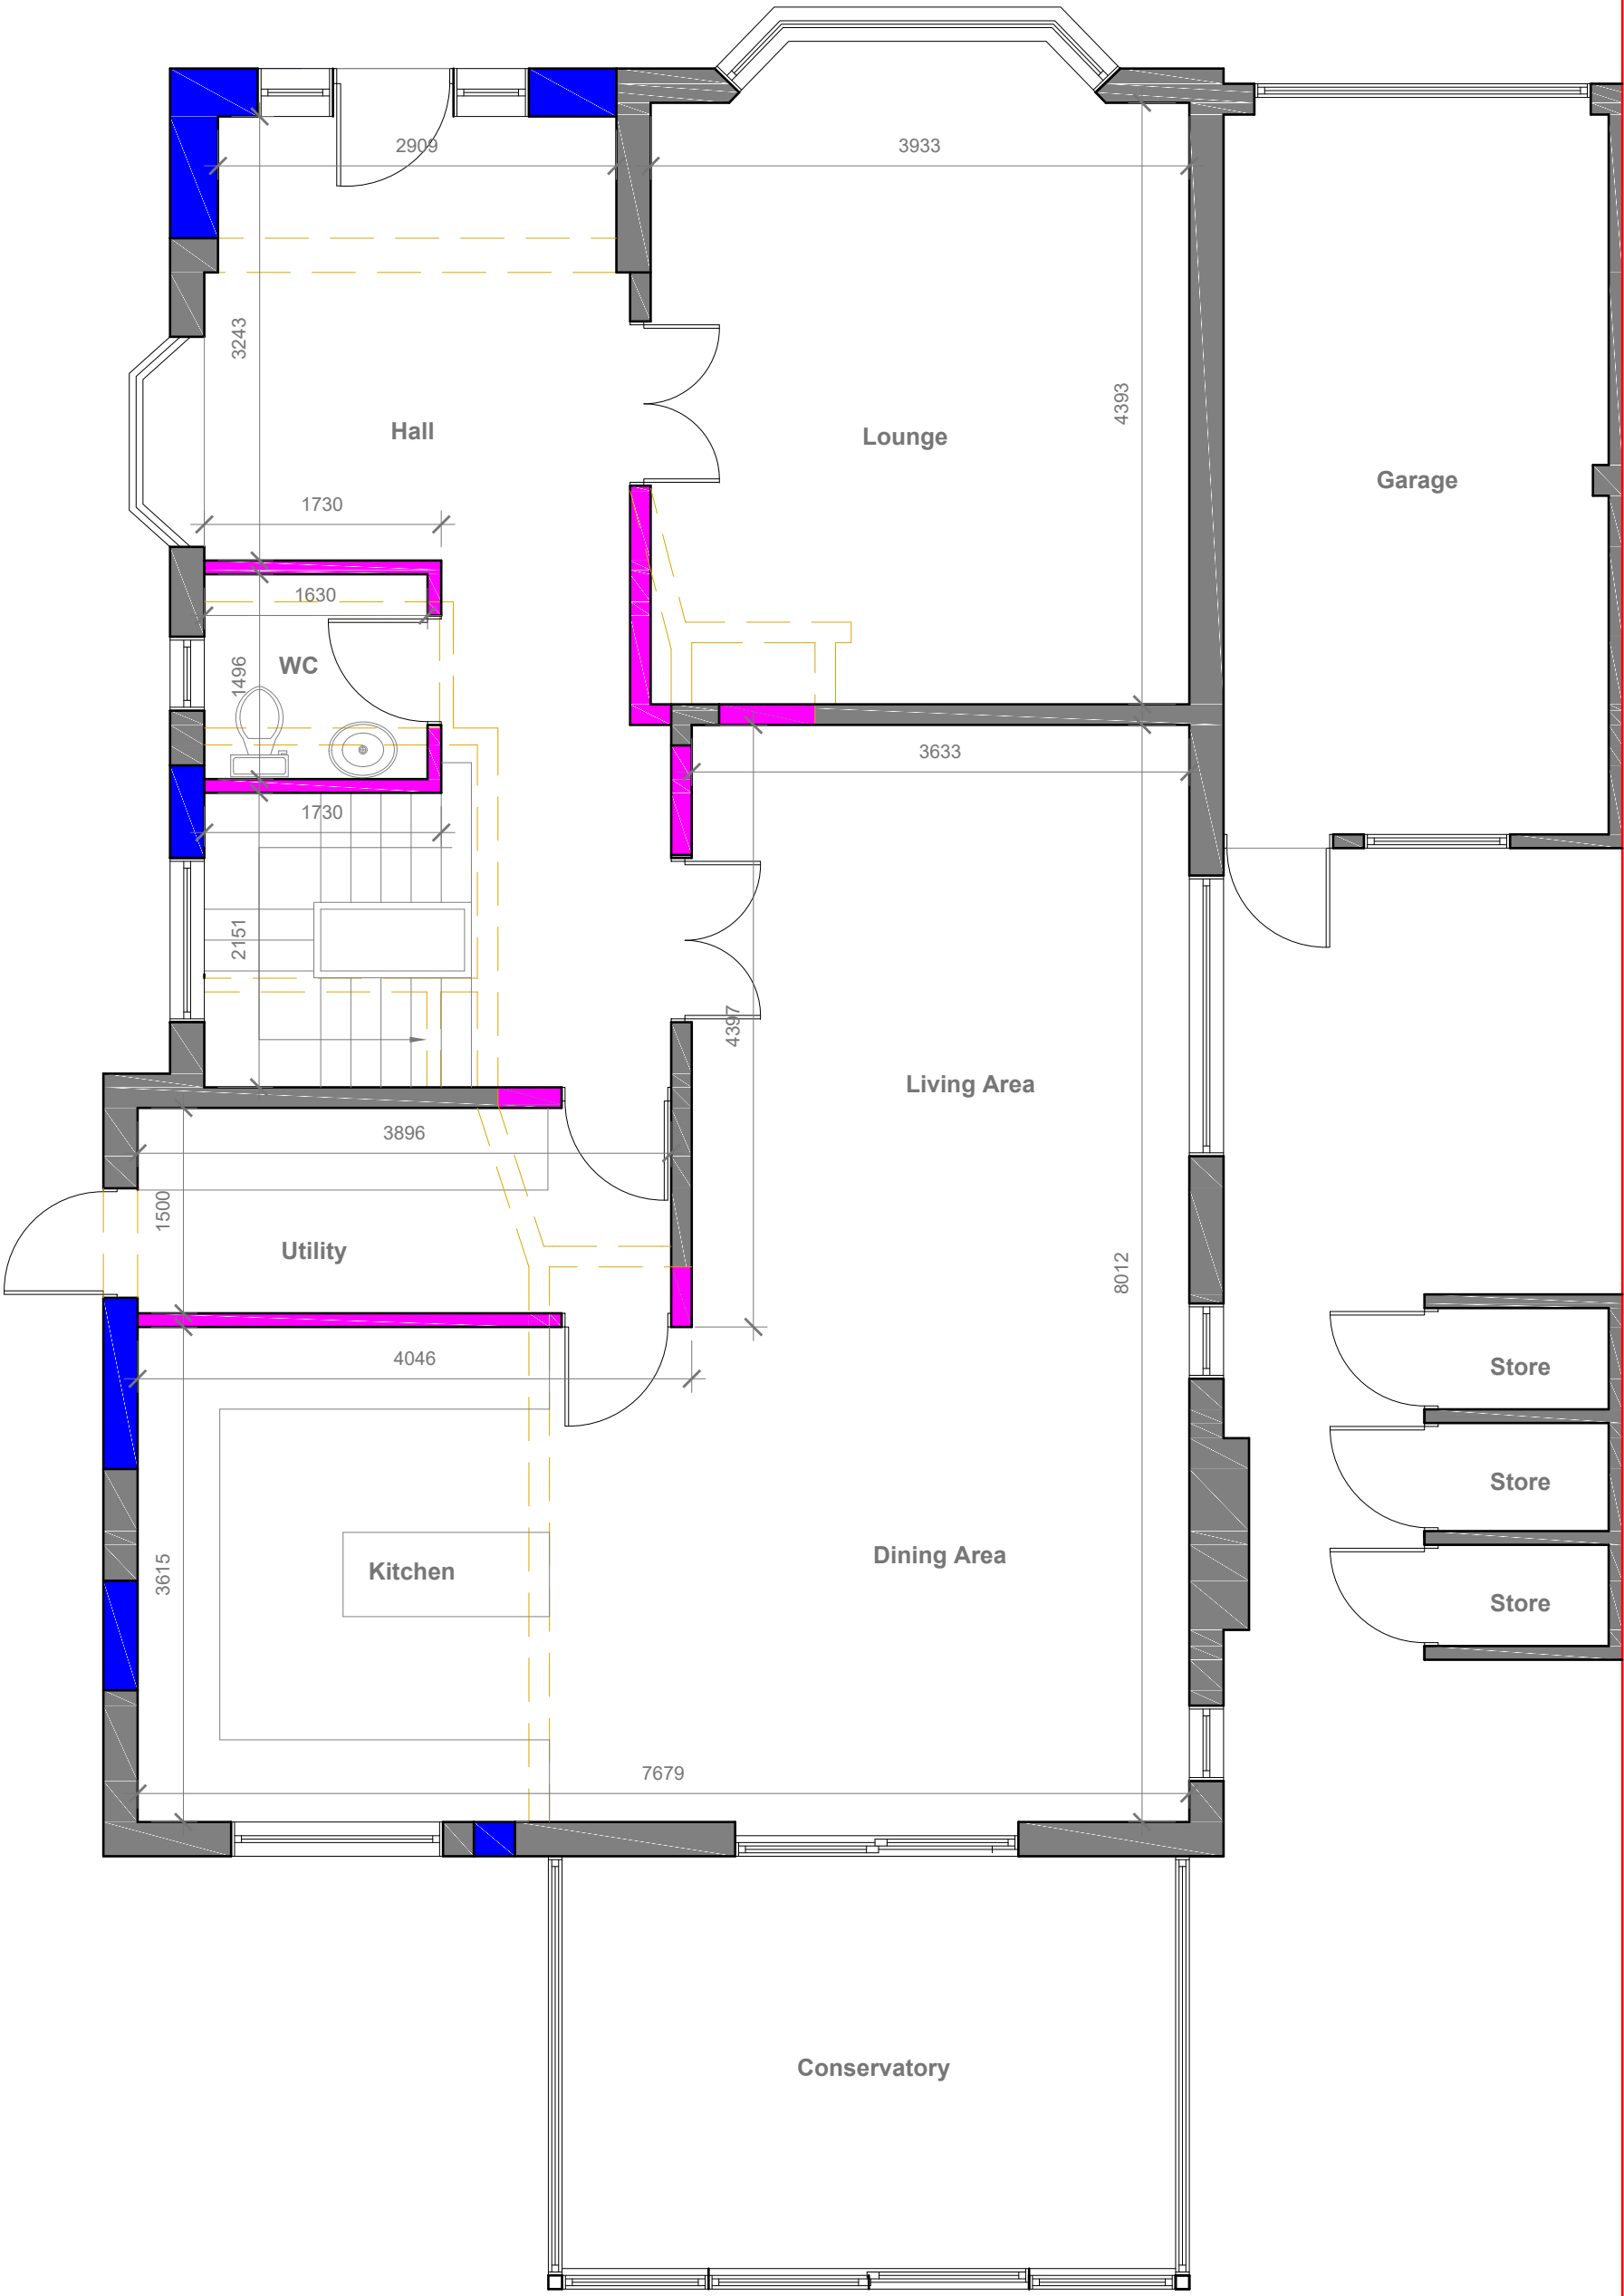 2909
3933
3243
4393
Hall
Lounge
Garage
1730
1630
WC
1496
3633
1730
2151
4397
Living Area
3896
1500
Utility
8012
4046
Store
Store
Kitchen
Dining Area
3615
Store
7679
Conservatory